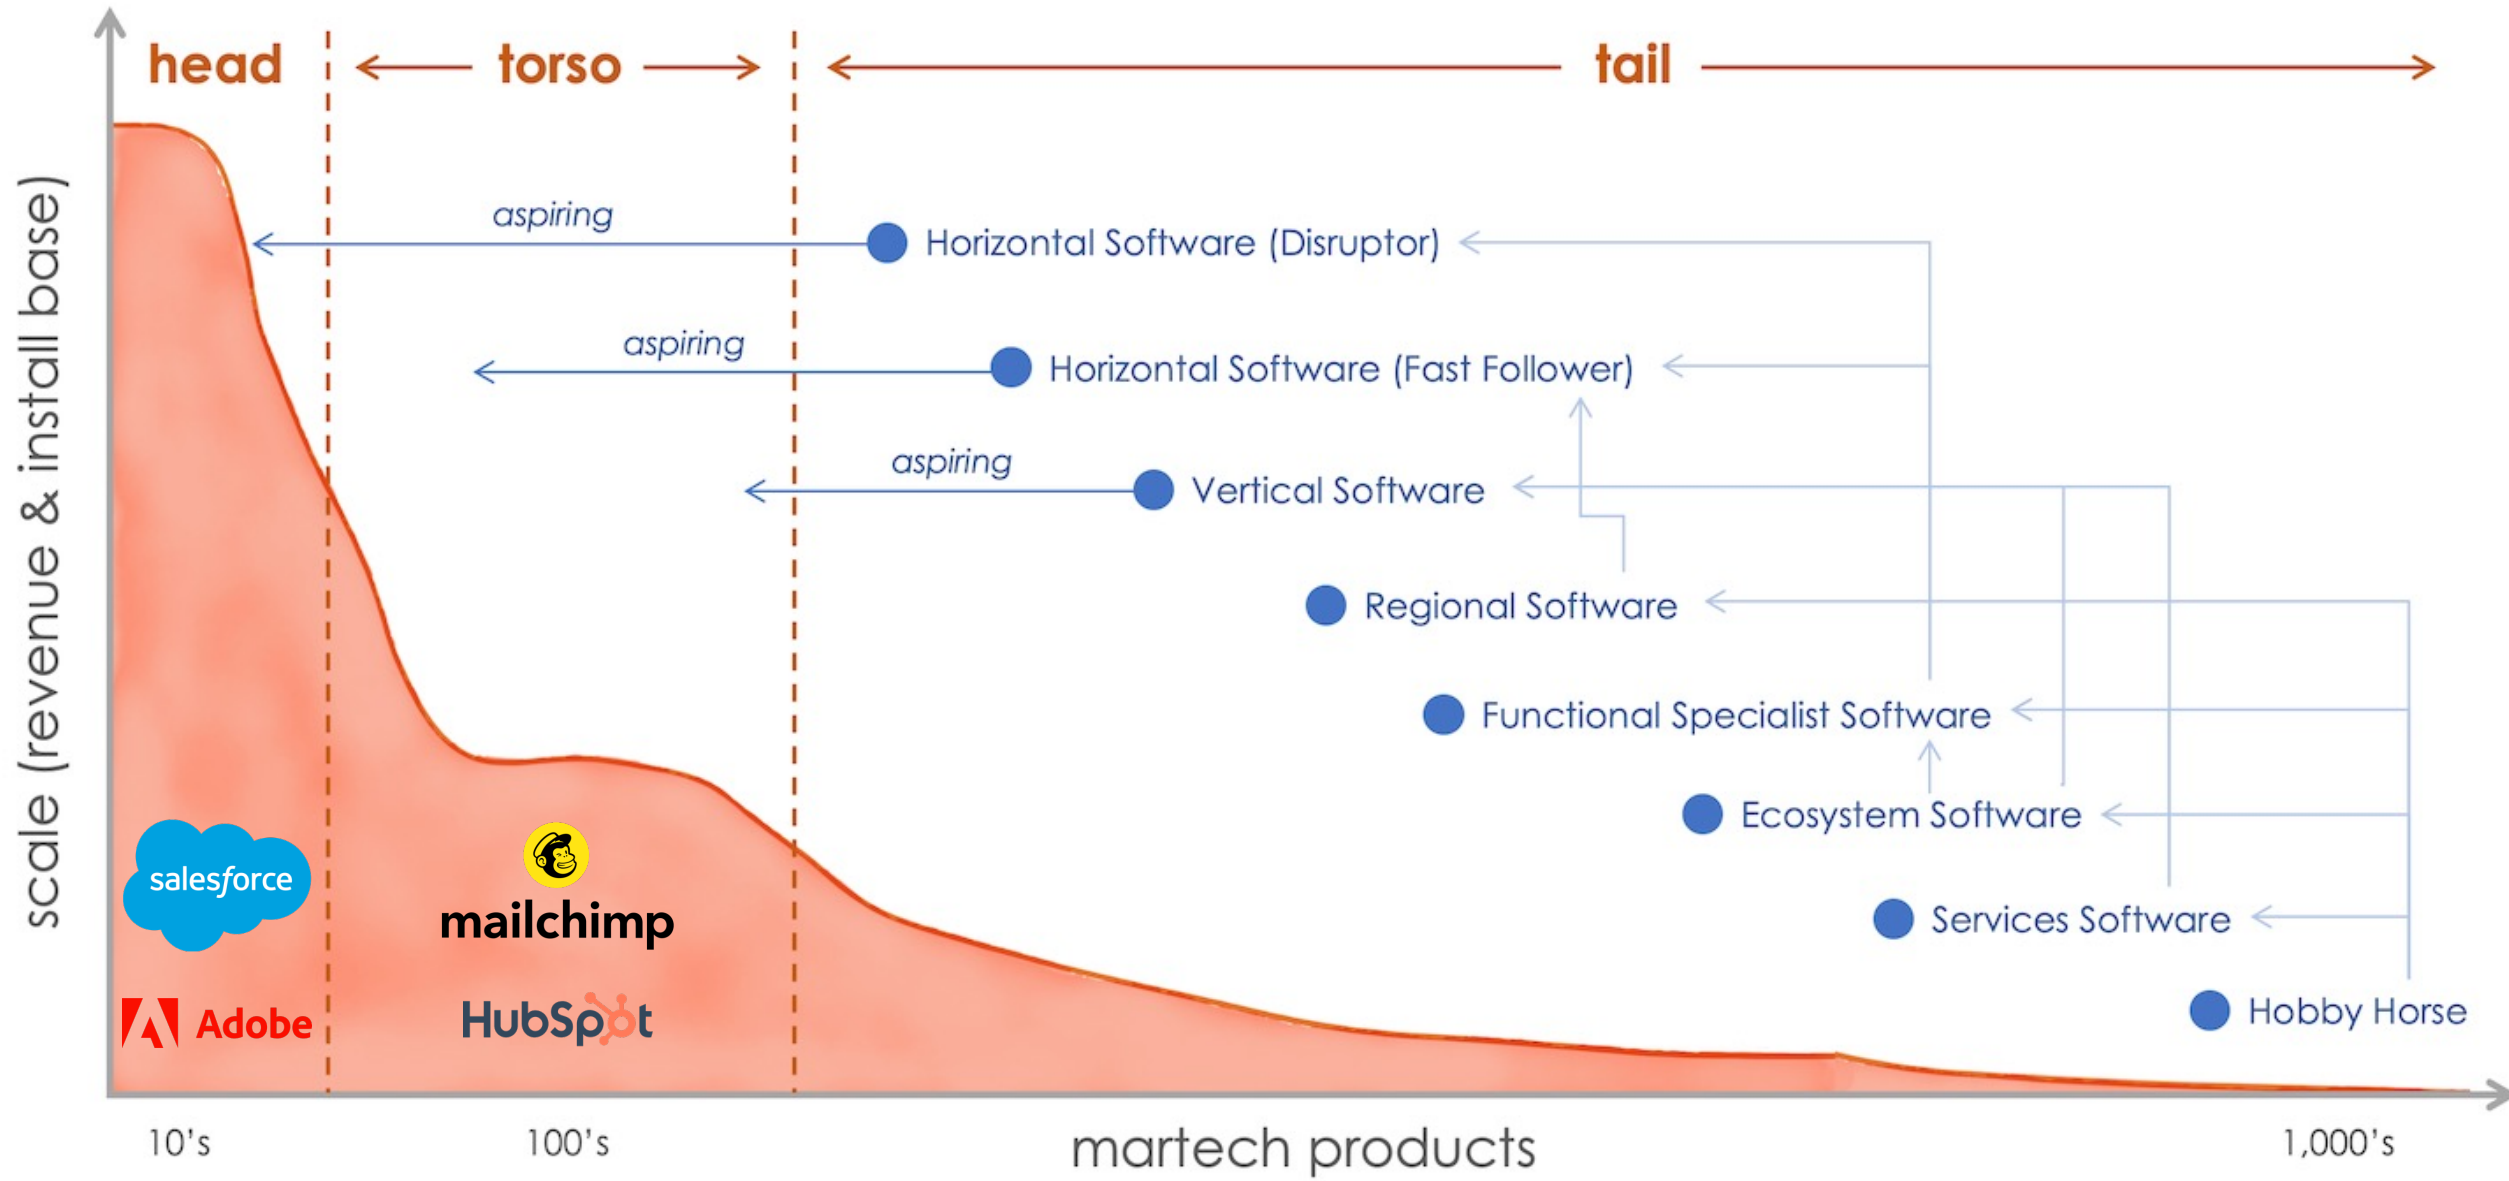 head
torso
tail
scale (revenue & install base)
aspiring
Horizontal Software (Disruptor)
aspiring
Horizontal Software (Fast Follower)
aspiring
Vertical Software
Regional Software
Functional Specialist Software
Ecosystem Software
Services Software
Hobby Horse
salesforce
mailchimp
Adobe
HubSpot
10's
100's
martech products
1,000's